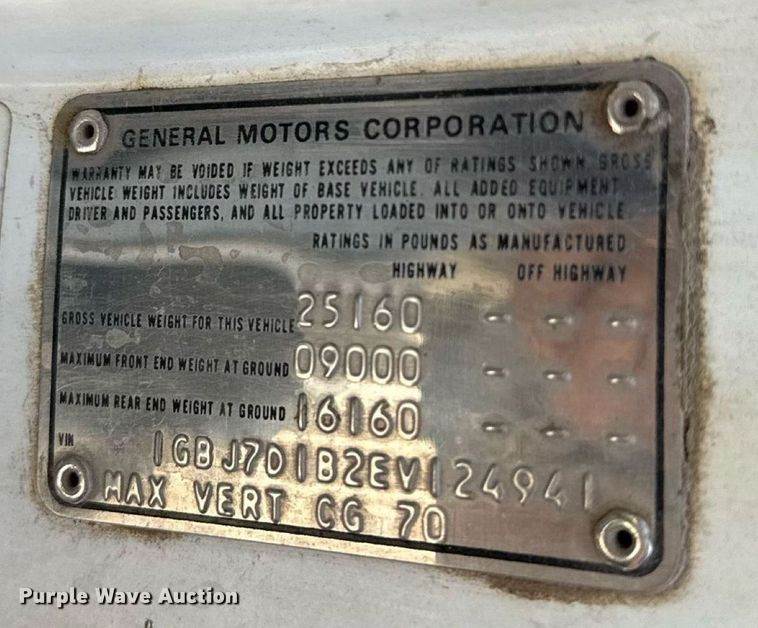 GENERAL MOTORS CORPORATION
WARRANTY MAY BE VOIDED IF WEIGHT EXCEEDS ANY OF RATINGS SHOWN GROSS
VEHICLE WEIGHT INCLUDES WEIGHT OF BASE VEHICLE. ALL ADDED EQUIPMENT
DRIVER AND PASSENGERS, AND ALL PROPERTY LOADED INTO OR ONTO VEHICLE.
RATINGS IN POUNDS AS MANUFACTURED
HIGHWAY OFF HIGHWAY
GROSS VEHICLE WEIGHT FOR THIS VEHICLE 25160 - - -
MAXIMUM FRONT END WEIGHT AT GROUND 09000 - - -
MAXIMUM REAR END WEIGHT AT GROUND 16160 - - -
VIN 1GBJ7D1B2EV124941
MAX VERT CG 70
Purple Wave Auction